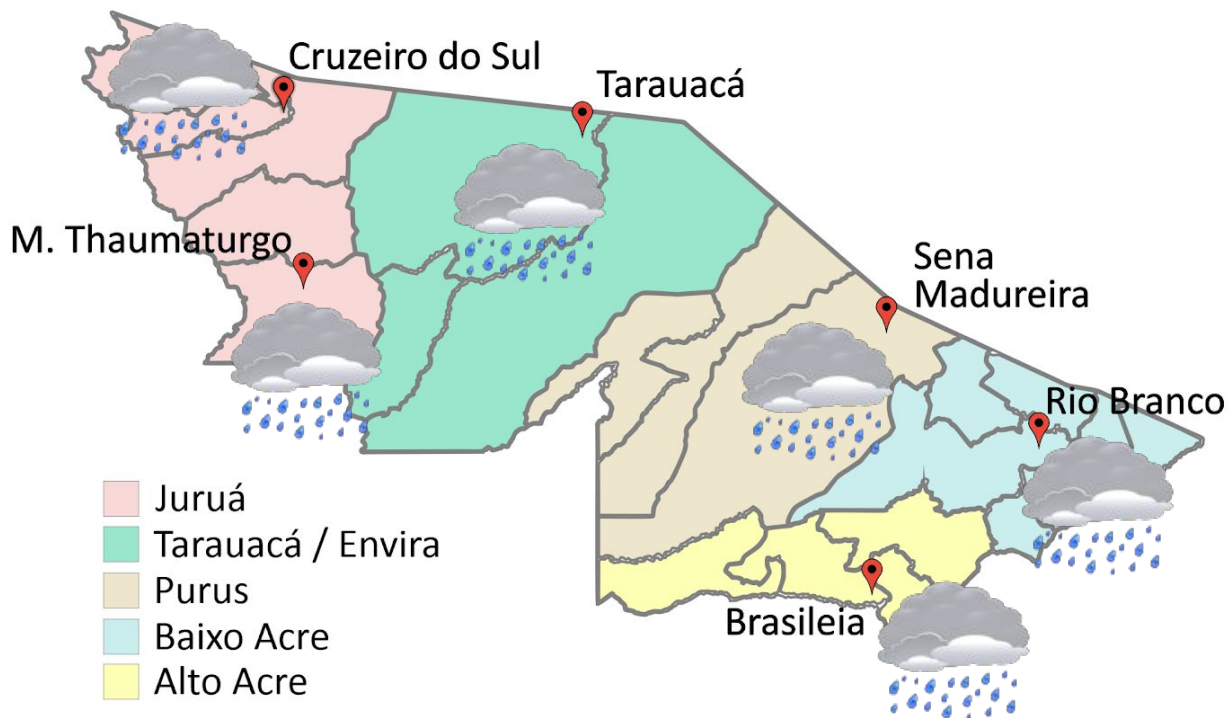 Cruzeiro do Sul
Tarauacá
M. Thaumaturgo
Sena
Madureira
Rio Branco
Brasileia
Juruá
Tarauacá / Envira
Purus
Baixo Acre
Alto Acre